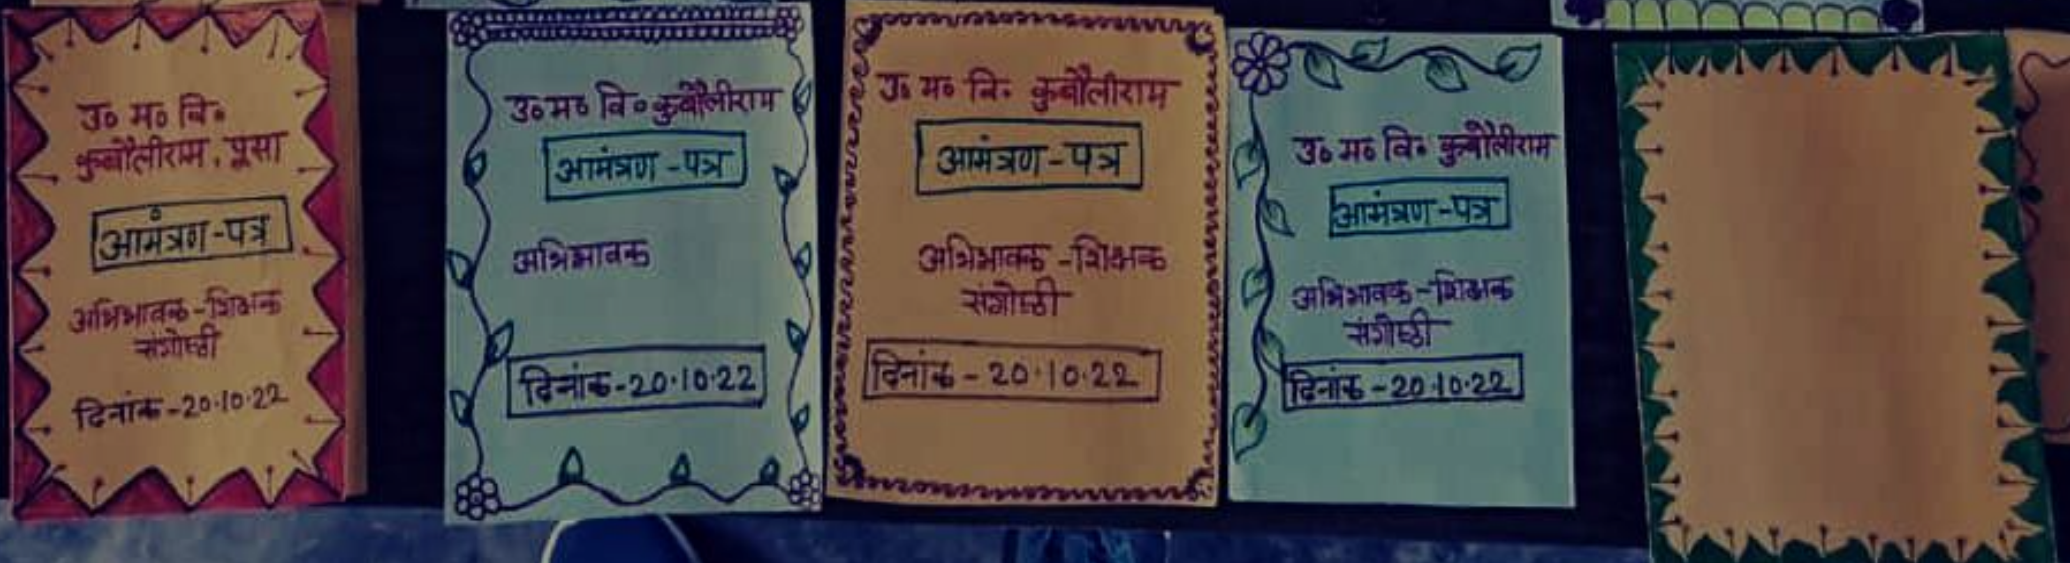 उ० म० वि०
कुबौलीराम, पूसा
आमंत्रण-पत्र
अभिभावक-शिक्षक
संगोष्ठी
दिनांक-20.10.22
उ०म० वि० कुबौलीराम
आमंत्रण-पत्र
अभिभावक
दिनांक-20.10.22
उ० म० वि० कुबौलीराम
आमंत्रण-पत्र
अभिभावक-शिक्षक
संगोष्ठी
दिनांक - 20.10.22
उ० म० वि० कुबौलीराम
आमंत्रण-पत्र
अभिभावक-शिक्षक
संगोष्ठी
दिनांक-20.10.22